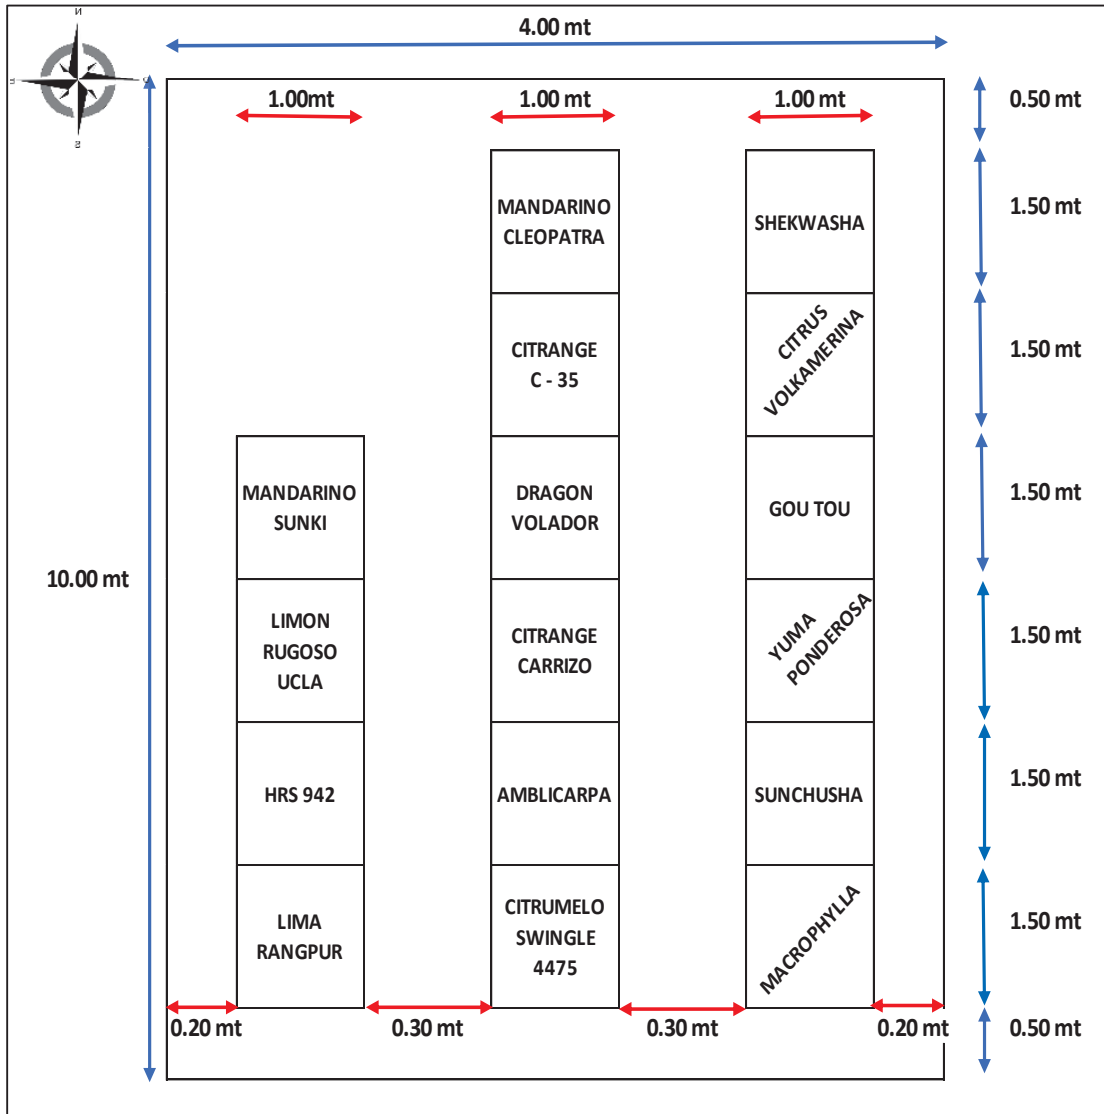 N
S
4.00 mt
1.00mt
1.00 mt
1.00 mt
0.50 mt
MANDARINO
CLEOPATRA
SHEKWASHA
1.50 mt
CITRANGE
C - 35
CITRUS
VOLKAMERINA
1.50 mt
MANDARINO
SUNKI
DRAGON
VOLADOR
GOU TOU
1.50 mt
10.00 mt
LIMON
RUGOSO
UCLA
CITRANGE
CARRIZO
YUMA
PONDEROSA
1.50 mt
HRS 942
AMBLICARPA
SUNCHUSHA
1.50 mt
LIMA
RANGPUR
CITRUMELO
SWINGLE
4475
MACROPHYLLA
1.50 mt
0.20 mt
0.30 mt
0.30 mt
0.20 mt
0.50 mt